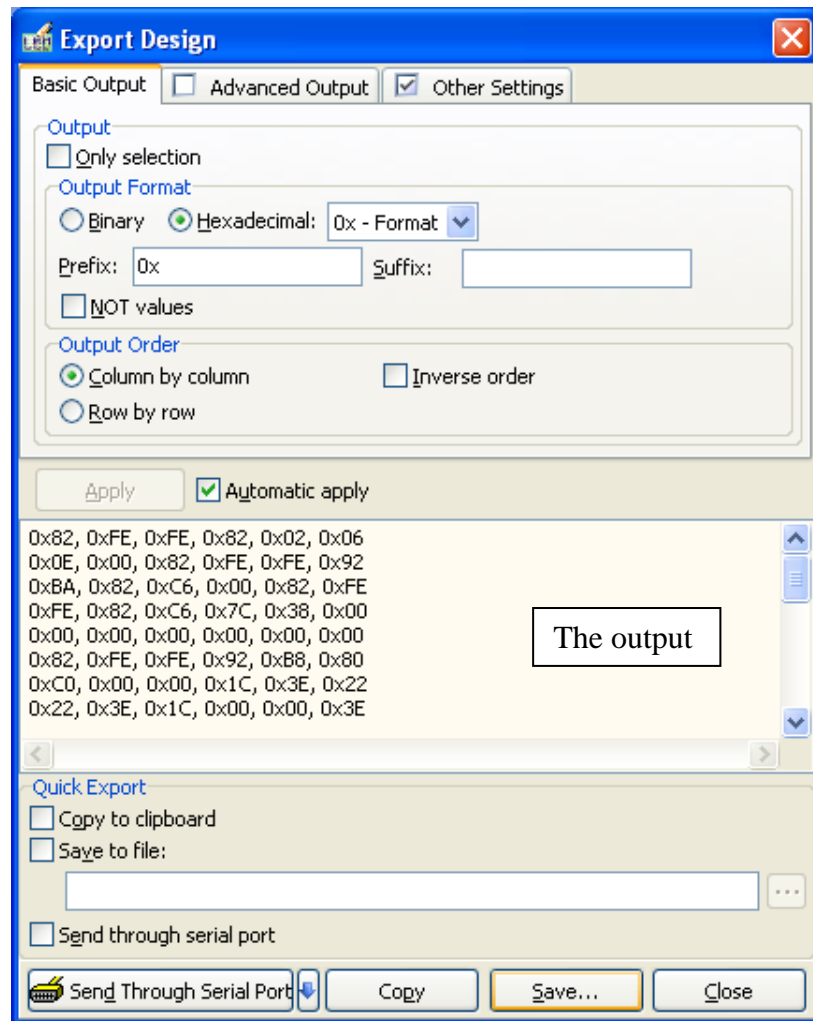 Export Design
Basic Output Advanced Output Other Settings
Output
Only selection
Output Format
Binary Hexadecimal: 0x - Format
Prefix: 0x Suffix:
NOT values
Output Order
Column by column Inverse order
Row by row
Apply Automatic apply
0x82, 0xFE, 0xFE, 0x82, 0x02, 0x06
0x0E, 0x00, 0x82, 0xFE, 0xFE, 0x92
0xBA, 0x82, 0xC6, 0x00, 0x82, 0xFE
0xFE, 0x82, 0xC6, 0x7C, 0x38, 0x00
0x00, 0x00, 0x00, 0x00, 0x00, 0x00
0x82, 0xFE, 0xFE, 0x92, 0xB8, 0x80
0xC0, 0x00, 0x00, 0x1C, 0x3E, 0x22
0x22, 0x3E, 0x1C, 0x00, 0x00, 0x3E
The output
Quick Export
Copy to clipboard
Save to file:
...
Send through serial port
Send Through Serial Port Copy Save... Close